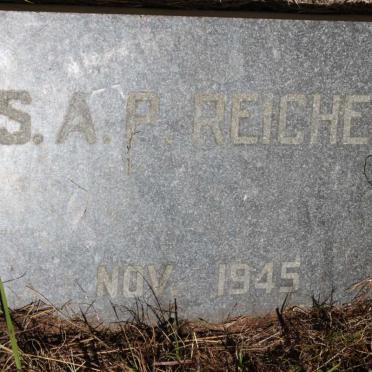 S. A. P. REICHE
NOV. 1945